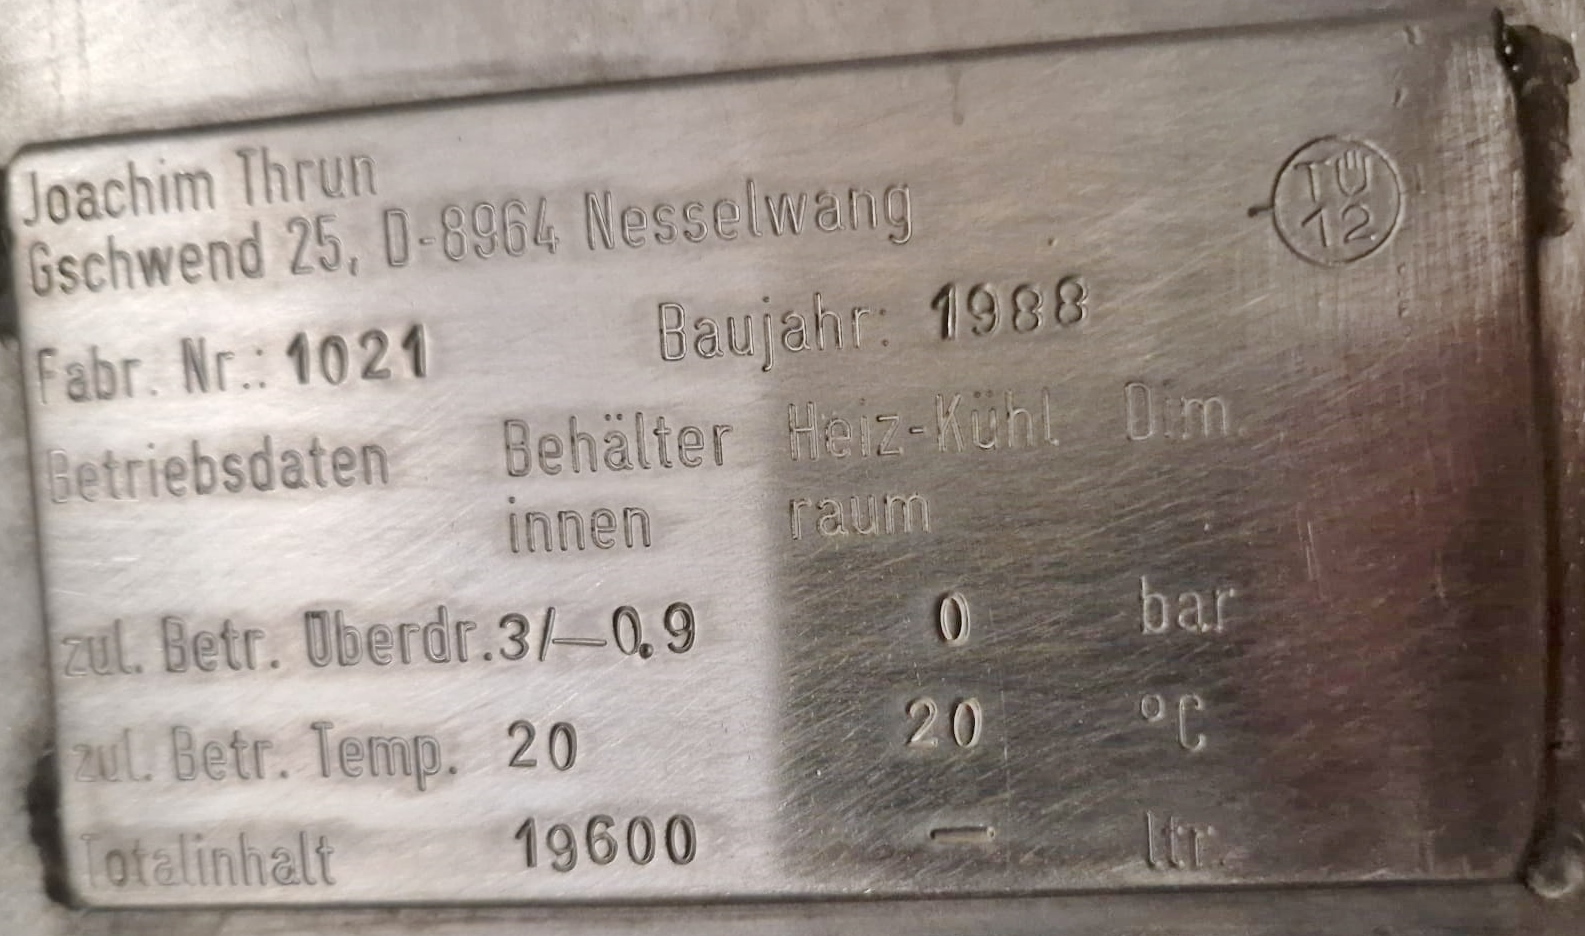 Joachim Thrun
Gschwend 25, D-8964 Nesselwang
TÜ
12
Fabr. Nr.: 1021 Baujahr: 1988
Betriebsdaten Behälter Heiz-Kühl Dim.
innen raum
zul. Betr. Überdr. 3/—0.9 0 bar
zul. Betr. Temp. 20 20 °C
Totalinhalt 19600 — ltr.